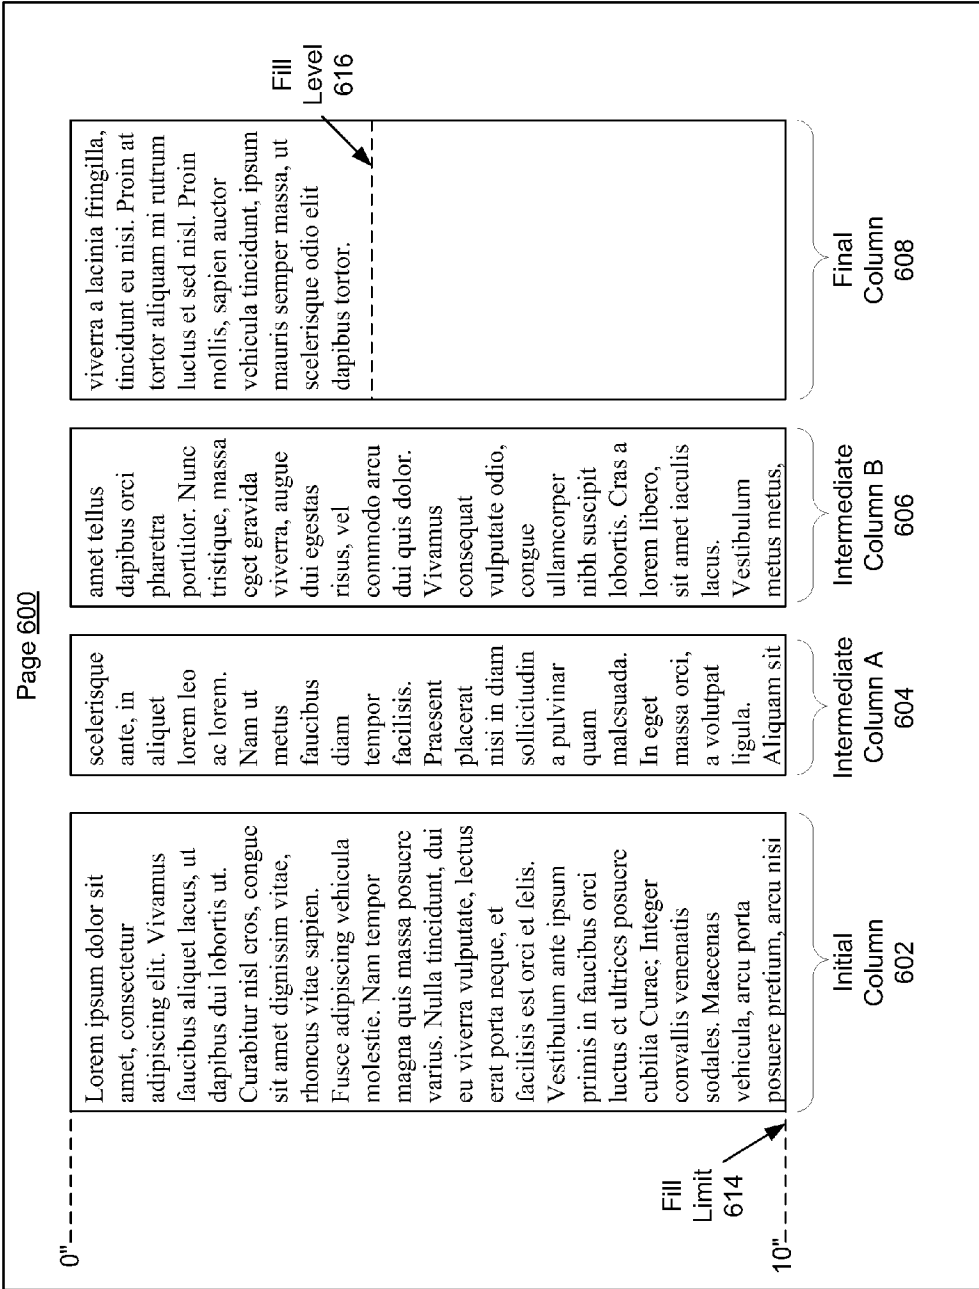 Page 600
0"
10"
Fill
Limit
614
Lorem ipsum dolor sit
amet, consectetur
adipiscing elit. Vivamus
faucibus aliquet lacus, ut
dapibus dui lobortis ut.
Curabitur nisl eros, congue
sit amet dignissim vitae,
rhoncus vitae sapien.
Fusce adipiscing vehicula
molestie. Nam tempor
magna quis massa posuere
varius. Nulla tincidunt, dui
eu viverra vulputate, lectus
erat porta neque, et
facilisis est orci et felis.
Vestibulum ante ipsum
primis in faucibus orci
luctus et ultrices posuere
cubilia Curae; Integer
convallis venenatis
sodales. Maecenas
vehicula, arcu porta
posuere pretium, arcu nisi
Initial
Column
602
scelerisque
ante, in
aliquet
lorem leo
ac lorem.
Nam ut
metus
faucibus
diam
tempor
facilisis.
Praesent
placerat
nisi in diam
sollicitudin
a pulvinar
quam
malesuada.
In eget
massa orci,
a volutpat
ligula.
Aliquam sit
Intermediate
Column A
604
amet tellus
dapibus orci
pharetra
porttitor. Nunc
tristique, massa
eget gravida
viverra, augue
dui egestas
risus, vel
commodo arcu
dui quis dolor.
Vivamus
consequat
vulputate odio,
congue
ullamcorper
nibh suscipit
lobortis. Cras a
lorem libero,
sit amet iaculis
lacus.
Vestibulum
metus metus,
Intermediate
Column B
606
viverra a lacinia fringilla,
tincidunt eu nisi. Proin at
tortor aliquam mi rutrum
luctus et sed nisl. Proin
mollis, sapien auctor
vehicula tincidunt, ipsum
mauris semper massa, ut
scelerisque odio elit
dapibus tortor.
Final
Column
608
Fill
Level
616